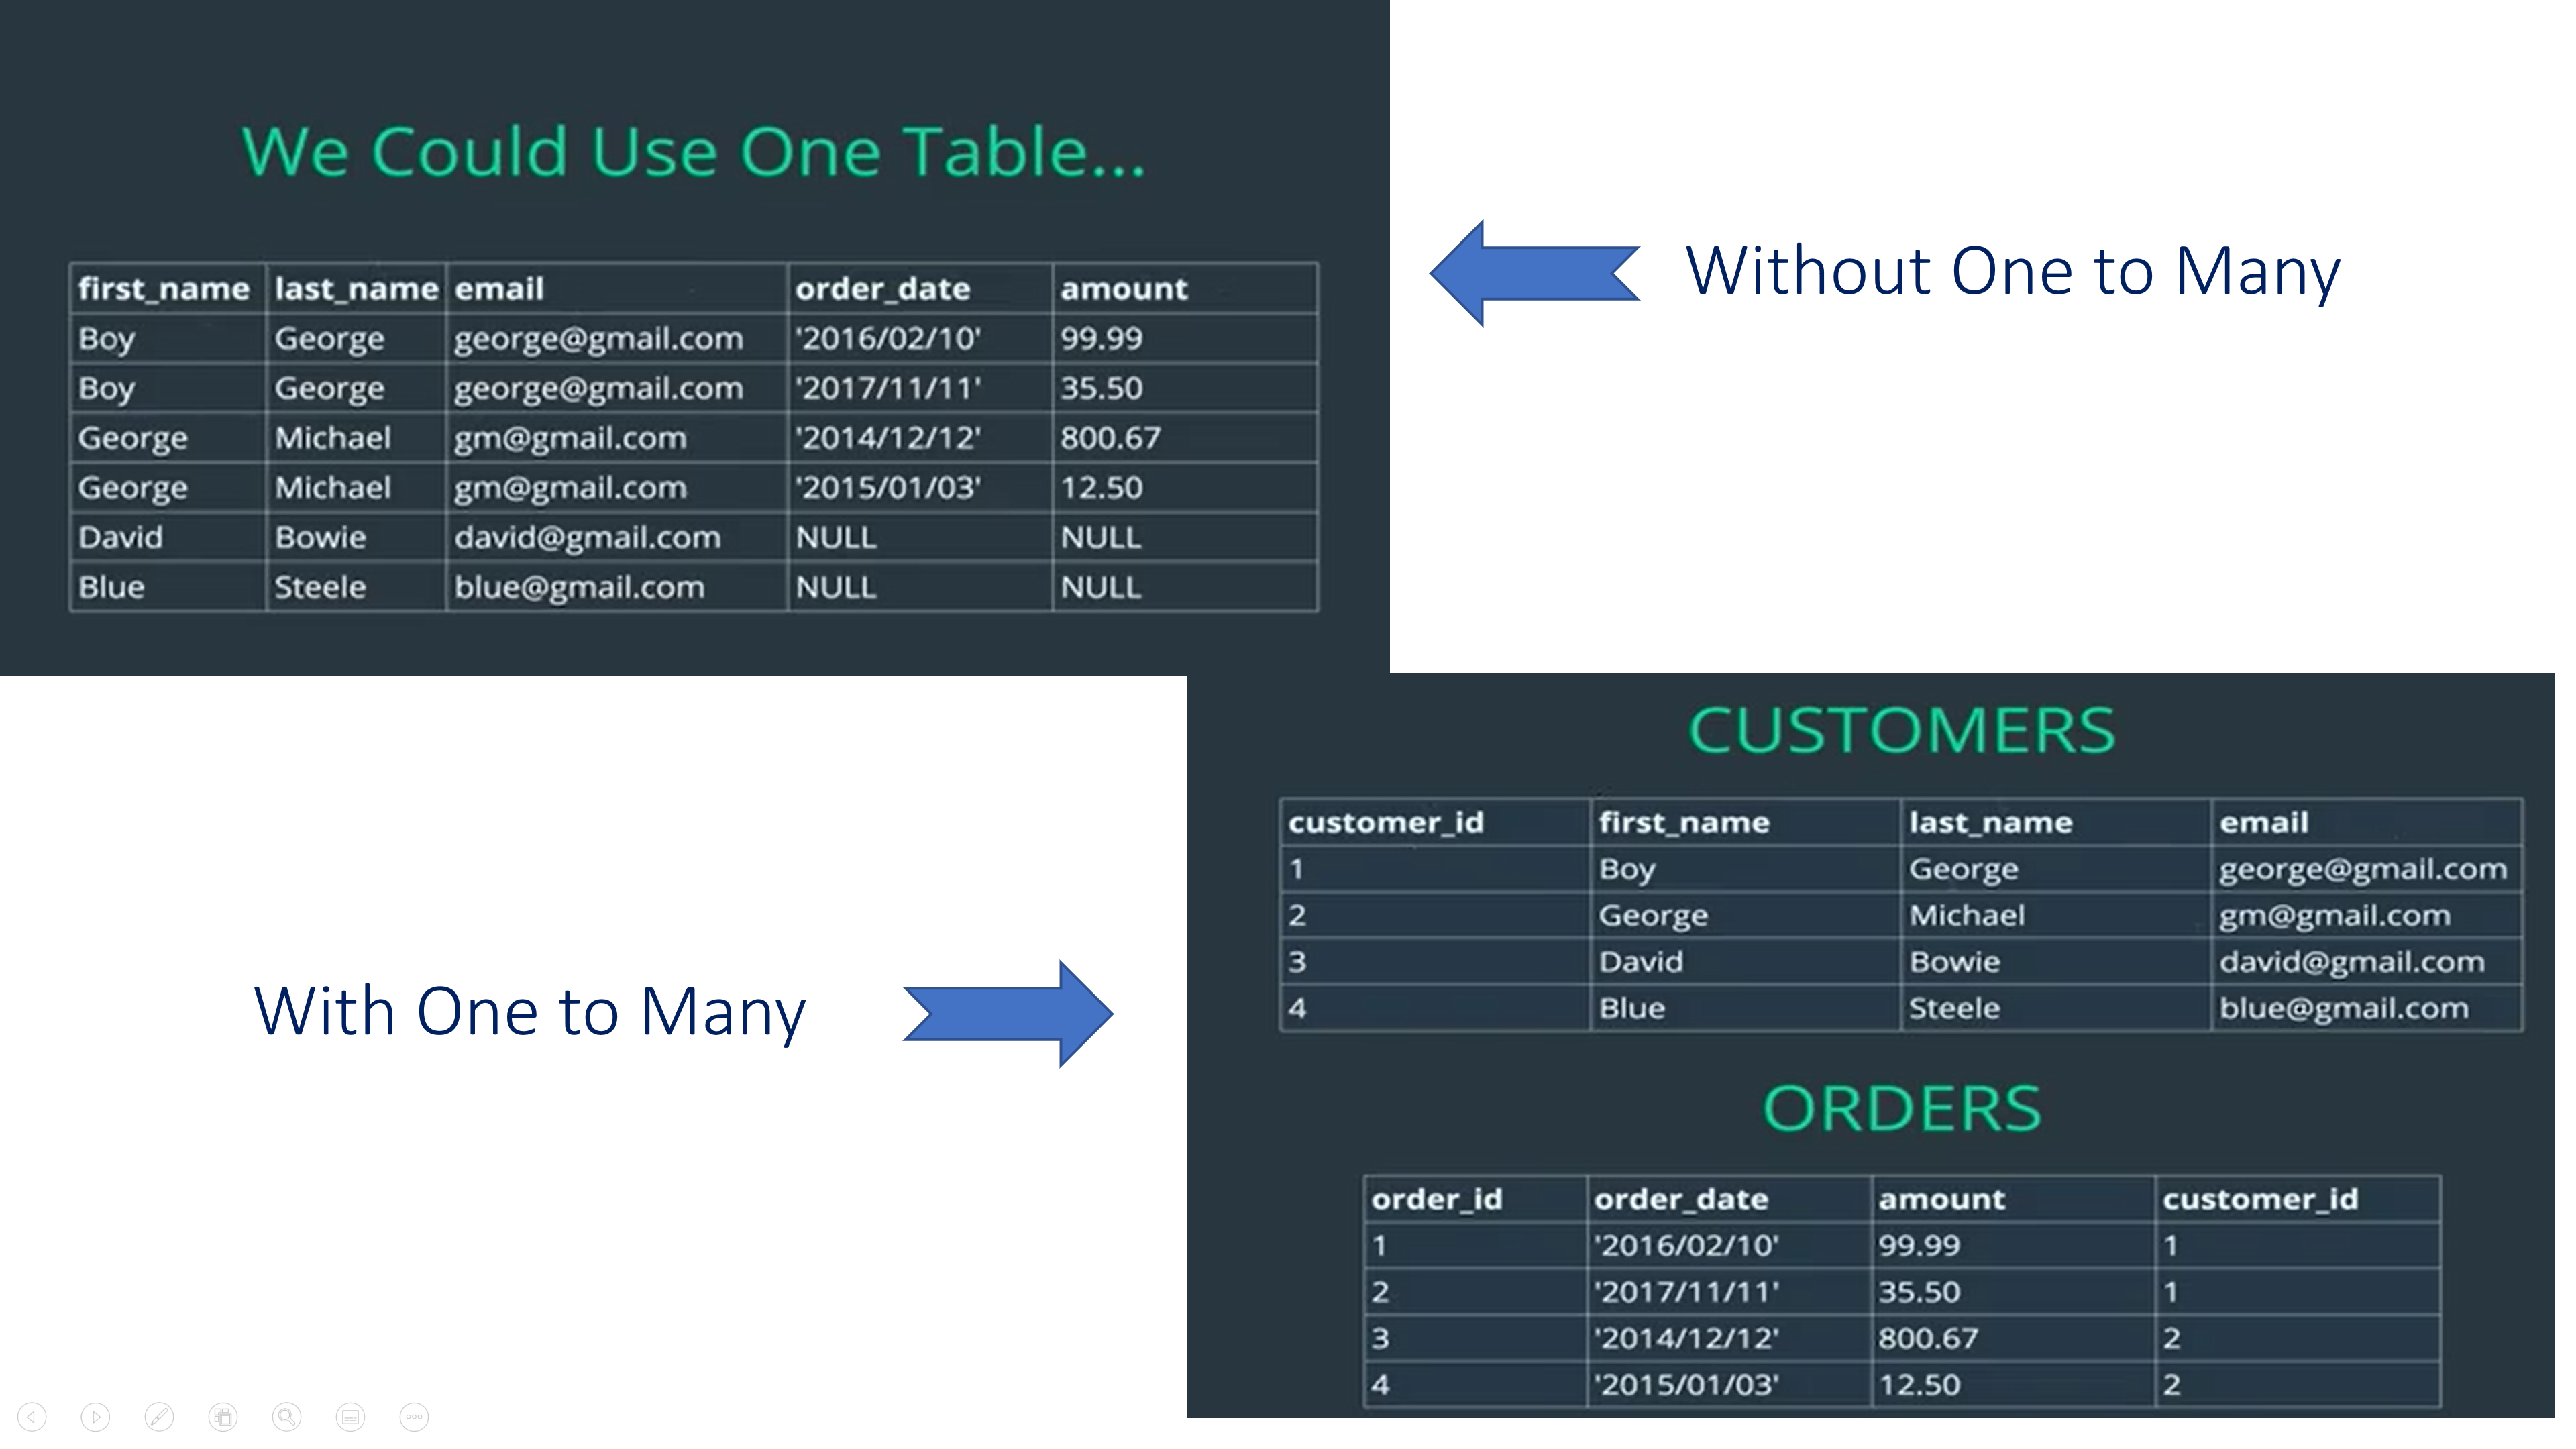 We Could Use One Table...
first_name last_name email order_date amount
Boy George george@gmail.com '2016/02/10' 99.99
Boy George george@gmail.com '2017/11/11' 35.50
George Michael gm@gmail.com '2014/12/12' 800.67
George Michael gm@gmail.com '2015/01/03' 12.50
David Bowie david@gmail.com NULL NULL
Blue Steele blue@gmail.com NULL NULL
Without One to Many
With One to Many
CUSTOMERS
customer_id first_name last_name email
1 Boy George george@gmail.com
2 George Michael gm@gmail.com
3 David Bowie david@gmail.com
4 Blue Steele blue@gmail.com
ORDERS
order_id order_date amount customer_id
1 '2016/02/10' 99.99 1
2 '2017/11/11' 35.50 1
3 '2014/12/12' 800.67 2
4 '2015/01/03' 12.50 2